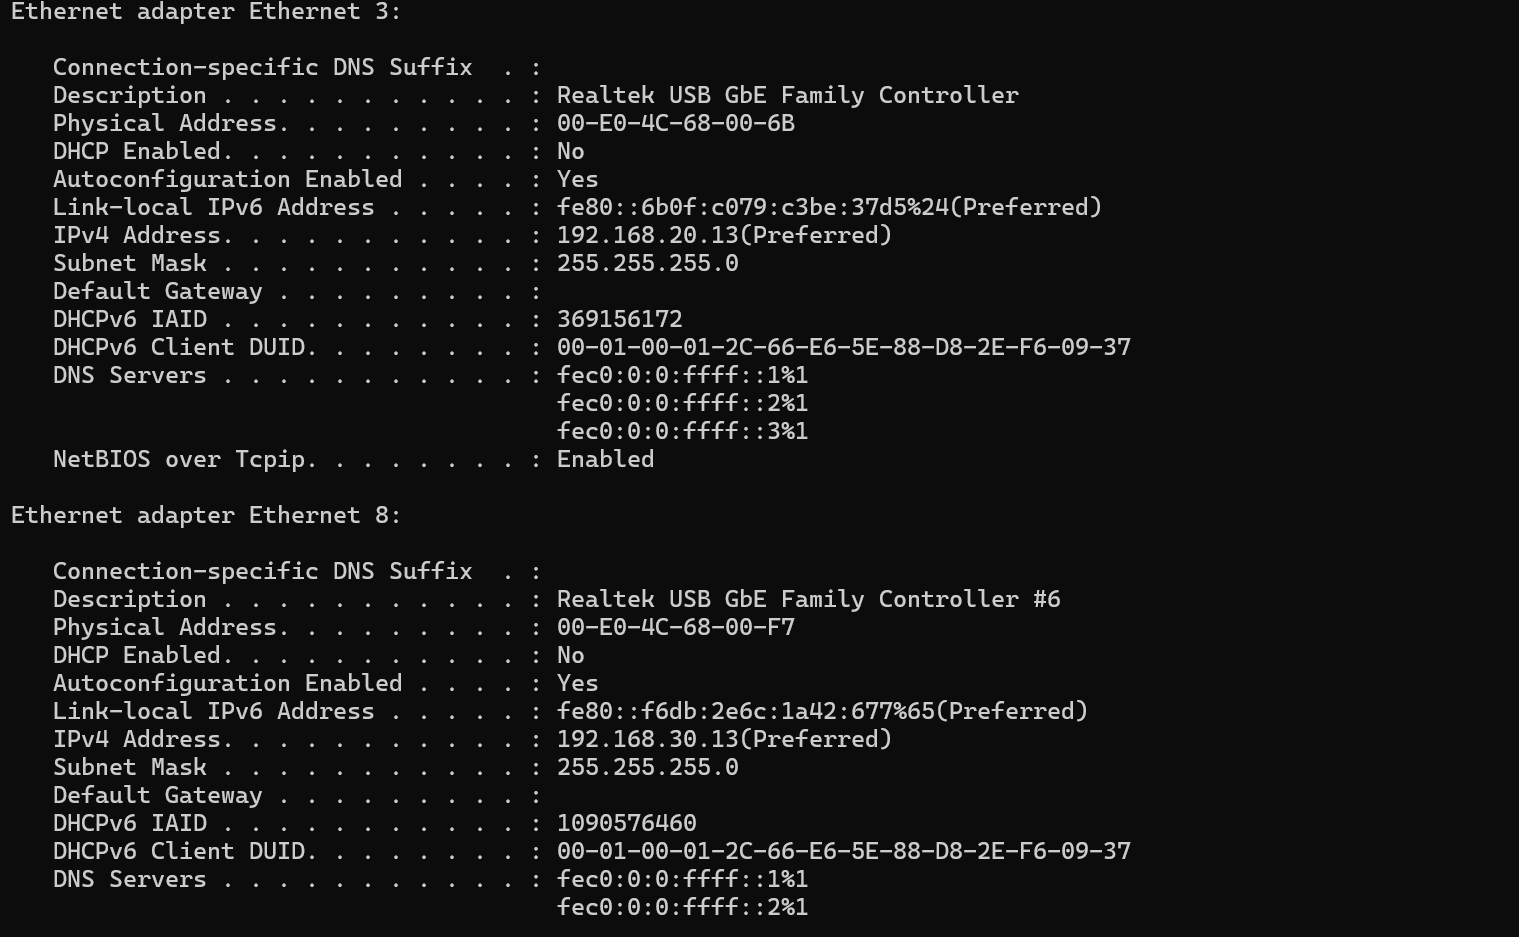 Ethernet adapter Ethernet 3:
Connection-specific DNS Suffix  . :
Description . . . . . . . . . . . : Realtek USB GbE Family Controller
Physical Address. . . . . . . . . : 00-E0-4C-68-00-6B
DHCP Enabled. . . . . . . . . . . : No
Autoconfiguration Enabled . . . . : Yes
Link-local IPv6 Address . . . . . : fe80::6b0f:c079:c3be:37d5%24(Preferred)
IPv4 Address. . . . . . . . . . . : 192.168.20.13(Preferred)
Subnet Mask . . . . . . . . . . . : 255.255.255.0
Default Gateway . . . . . . . . . :
DHCPv6 IAID . . . . . . . . . . . : 369156172
DHCPv6 Client DUID. . . . . . . . : 00-01-00-01-2C-66-E6-5E-88-D8-2E-F6-09-37
DNS Servers . . . . . . . . . . . : fec0:0:0:ffff::1%1
fec0:0:0:ffff::2%1
fec0:0:0:ffff::3%1
NetBIOS over Tcpip. . . . . . . . : Enabled
Ethernet adapter Ethernet 8:
Connection-specific DNS Suffix  . :
Description . . . . . . . . . . . : Realtek USB GbE Family Controller #6
Physical Address. . . . . . . . . : 00-E0-4C-68-00-F7
DHCP Enabled. . . . . . . . . . . : No
Autoconfiguration Enabled . . . . : Yes
Link-local IPv6 Address . . . . . : fe80::f6db:2e6c:1a42:677%65(Preferred)
IPv4 Address. . . . . . . . . . . : 192.168.30.13(Preferred)
Subnet Mask . . . . . . . . . . . : 255.255.255.0
Default Gateway . . . . . . . . . :
DHCPv6 IAID . . . . . . . . . . . : 1090576460
DHCPv6 Client DUID. . . . . . . . : 00-01-00-01-2C-66-E6-5E-88-D8-2E-F6-09-37
DNS Servers . . . . . . . . . . . : fec0:0:0:ffff::1%1
fec0:0:0:ffff::2%1